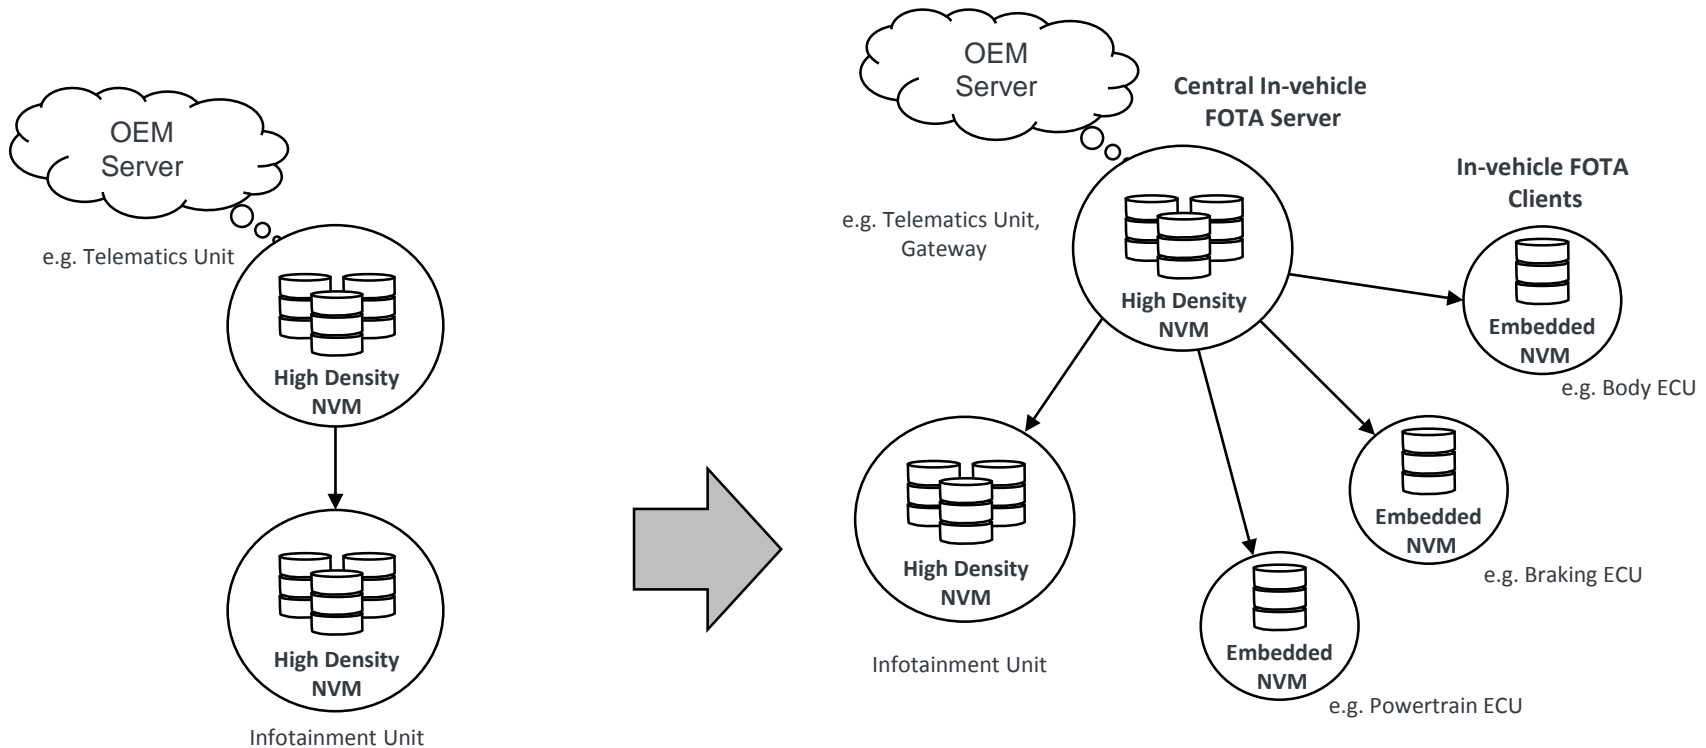 OEM
Server
e.g. Telematics Unit
High Density
NVM
High Density
NVM
Infotainment Unit
OEM
Server
Central In-vehicle
FOTA Server
e.g. Telematics Unit,
Gateway
High Density
NVM
In-vehicle FOTA
Clients
Embedded
NVM
e.g. Body ECU
Embedded
NVM
e.g. Braking ECU
Embedded
NVM
e.g. Powertrain ECU
High Density
NVM
Infotainment Unit